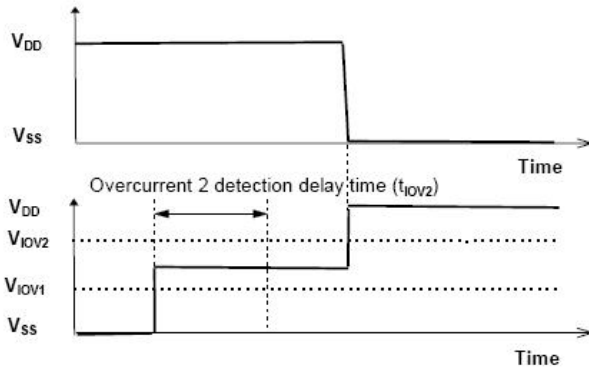 VDD
VSS
Time
Overcurrent 2 detection delay time (tIOV2)
VDD
VIOV2
VIOV1
VSS
Time